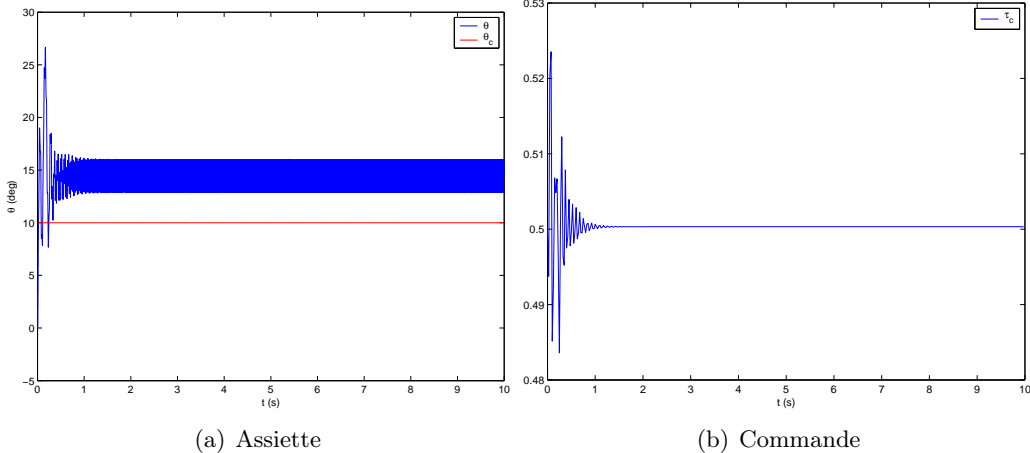 30
25
20
15
10
5
0
−5
0 1 2 3 4 5 6 7 8 9 10
θ (deg)
t (s)
θ
θ_c
(a) Assiette
0.53
0.52
0.51
0.5
0.49
0.48
0 1 2 3 4 5 6 7 8 9 10
t (s)
τ_c
(b) Commande